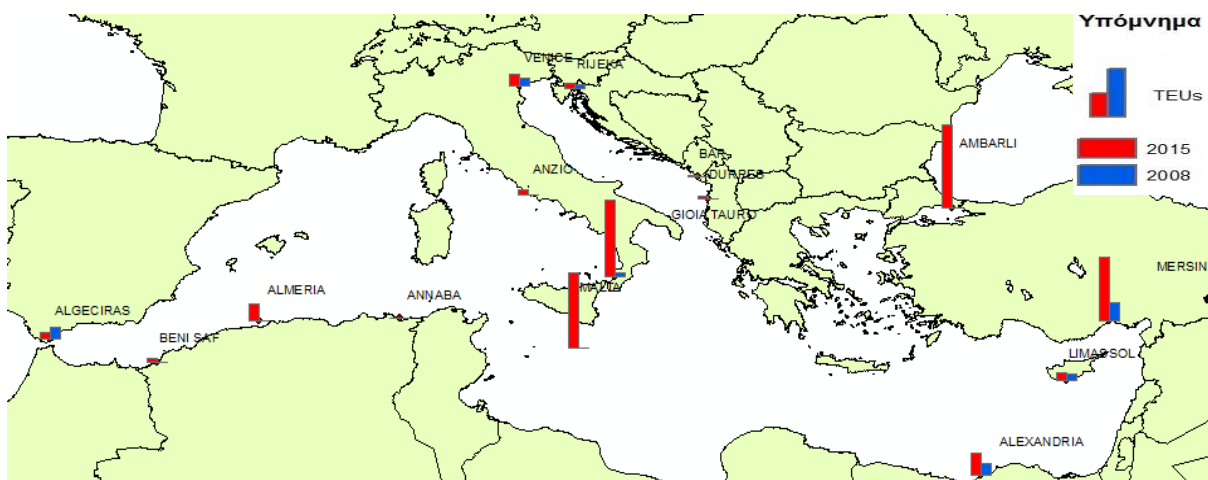 Υπόμνημα
TEUs
2015
2008
VENICE
RIJEKA
AMBARLI
BAR
ANZIO
DURRES
GIOIA TAURO
MERSIN
ALMERIA
ANNABA
MALTA
ALGECIRAS
BENI SAF
LIMASSOL
ALEXANDRIA